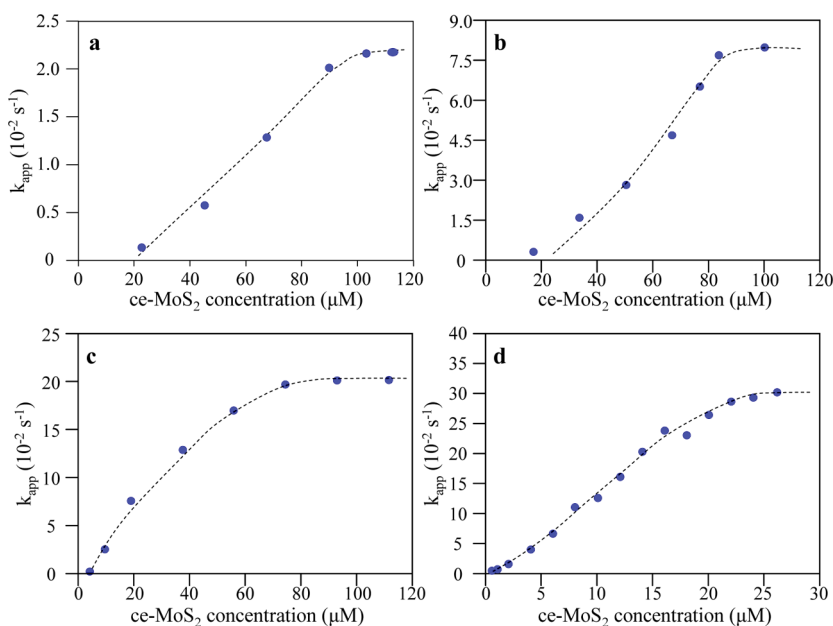 a
2.5
2.0
1.5
1.0
0.5
0
k_app (10^-2 s^-1)
0 20 40 60 80 100 120
ce-MoS₂ concentration (µM)
b
9.0
7.5
6.0
4.5
3.0
1.5
0
k_app (10^-2 s^-1)
0 20 40 60 80 100 120
ce-MoS₂ concentration (µM)
c
25
20
15
10
5
0
k_app (10^-2 s^-1)
0 20 40 60 80 100 120
ce-MoS₂ concentration (µM)
d
40
35
30
25
20
15
10
5
0
k_app (10^-2 s^-1)
0 5 10 15 20 25 30
ce-MoS₂ concentration (µM)